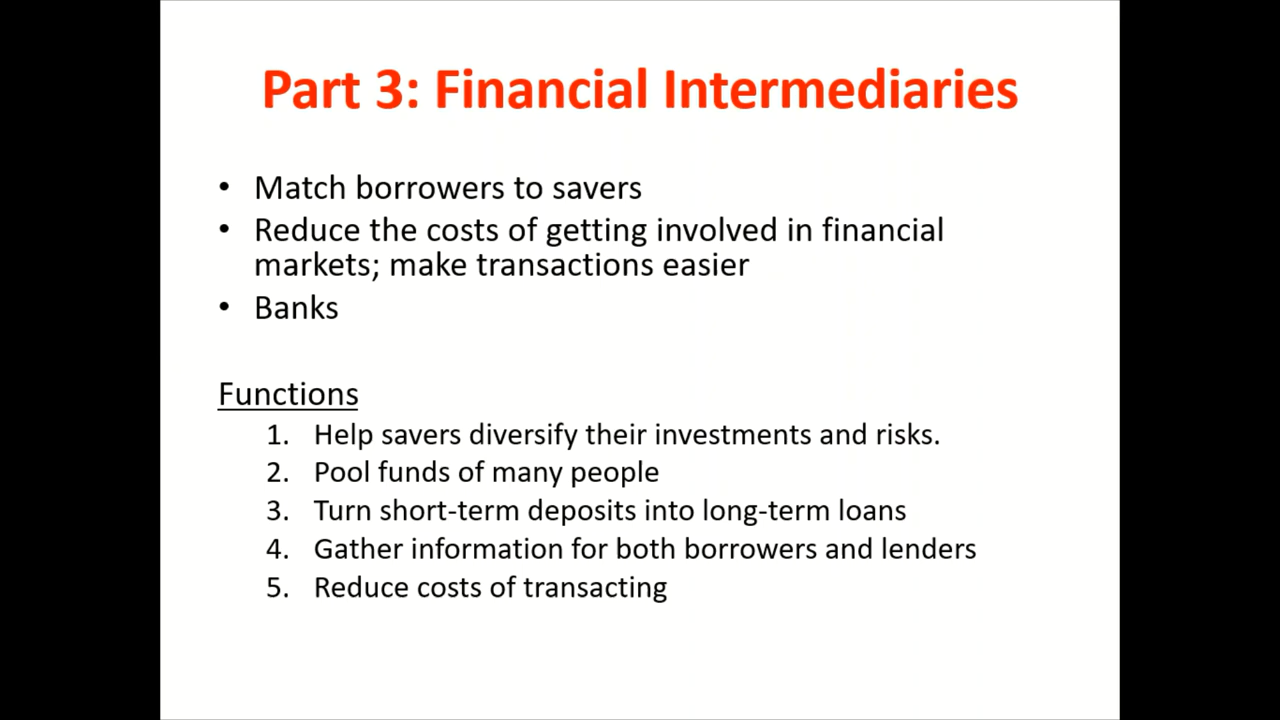 Part 3: Financial Intermediaries
• Match borrowers to savers
• Reduce the costs of getting involved in financial
markets; make transactions easier
• Banks
Functions
1. Help savers diversify their investments and risks.
2. Pool funds of many people
3. Turn short-term deposits into long-term loans
4. Gather information for both borrowers and lenders
5. Reduce costs of transacting